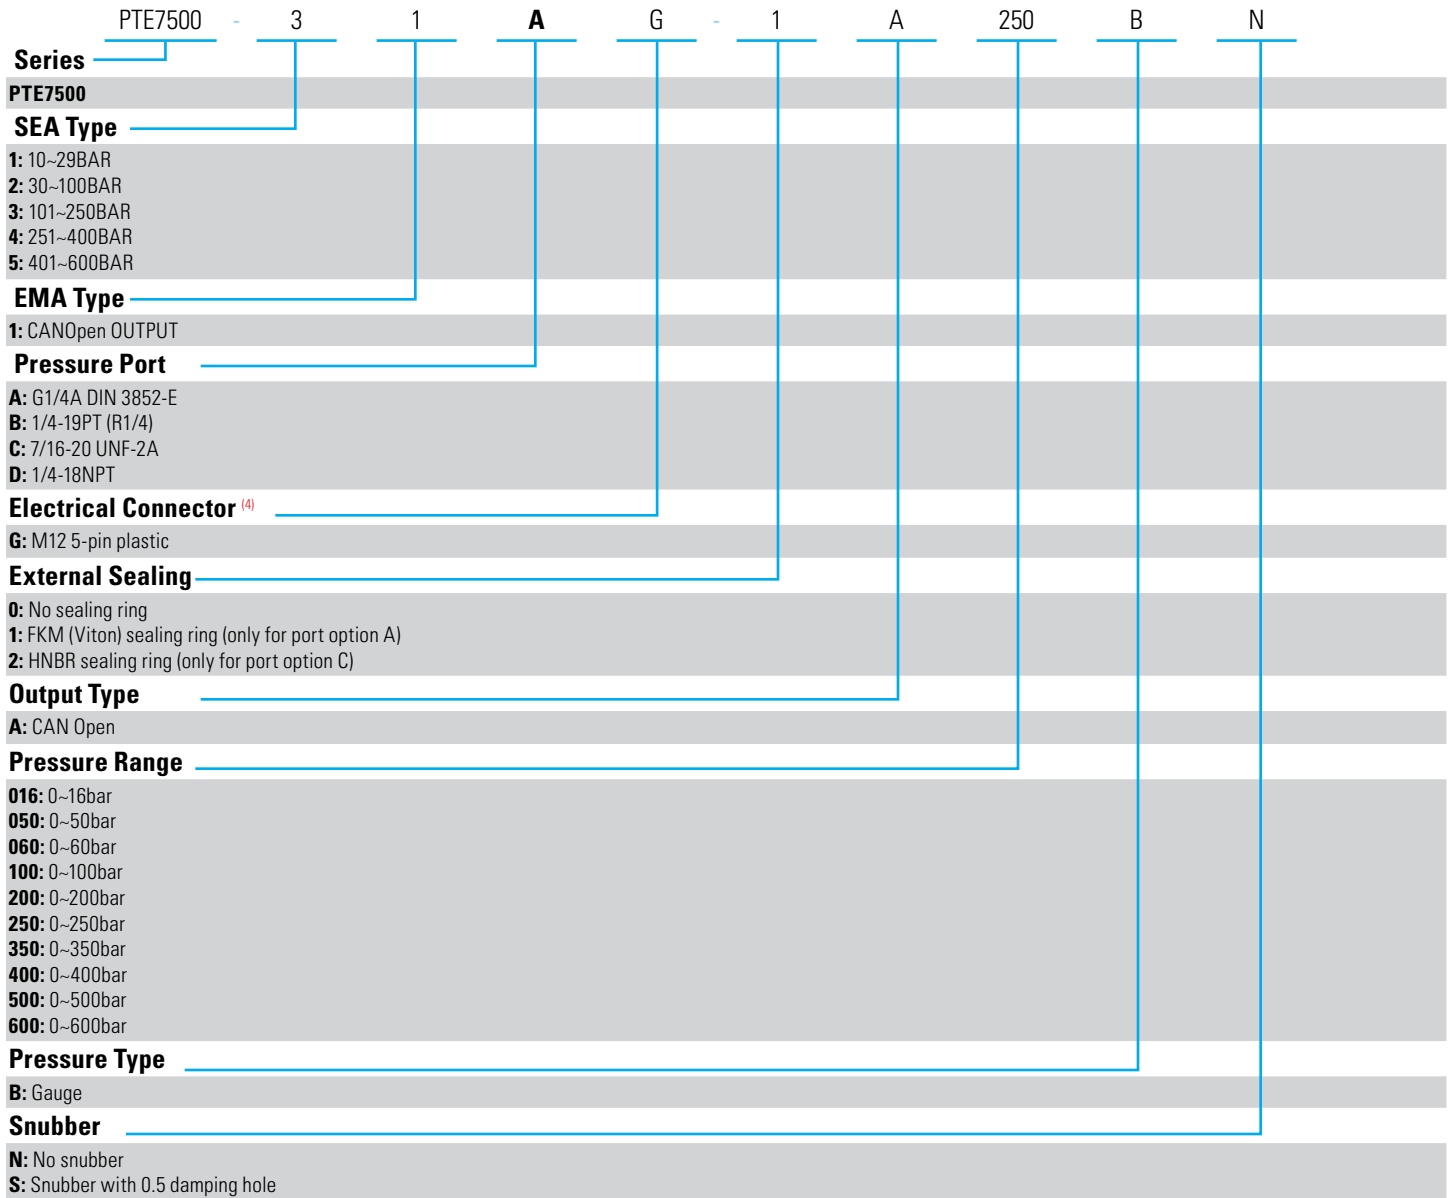 PTE7500 - 3 1 A G - 1 A 250 B N
Series
PTE7500
SEA Type
1: 10~29BAR
2: 30~100BAR
3: 101~250BAR
4: 251~400BAR
5: 401~600BAR
EMA Type
1: CANOpen OUTPUT
Pressure Port
A: G1/4A DIN 3852-E
B: 1/4-19PT (R1/4)
C: 7/16-20 UNF-2A
D: 1/4-18NPT
Electrical Connector (4)
G: M12 5-pin plastic
External Sealing
0: No sealing ring
1: FKM (Viton) sealing ring (only for port option A)
2: HNBR sealing ring (only for port option C)
Output Type
A: CAN Open
Pressure Range
016: 0~16bar
050: 0~50bar
060: 0~60bar
100: 0~100bar
200: 0~200bar
250: 0~250bar
350: 0~350bar
400: 0~400bar
500: 0~500bar
600: 0~600bar
Pressure Type
B: Gauge
Snubber
N: No snubber
S: Snubber with 0.5 damping hole